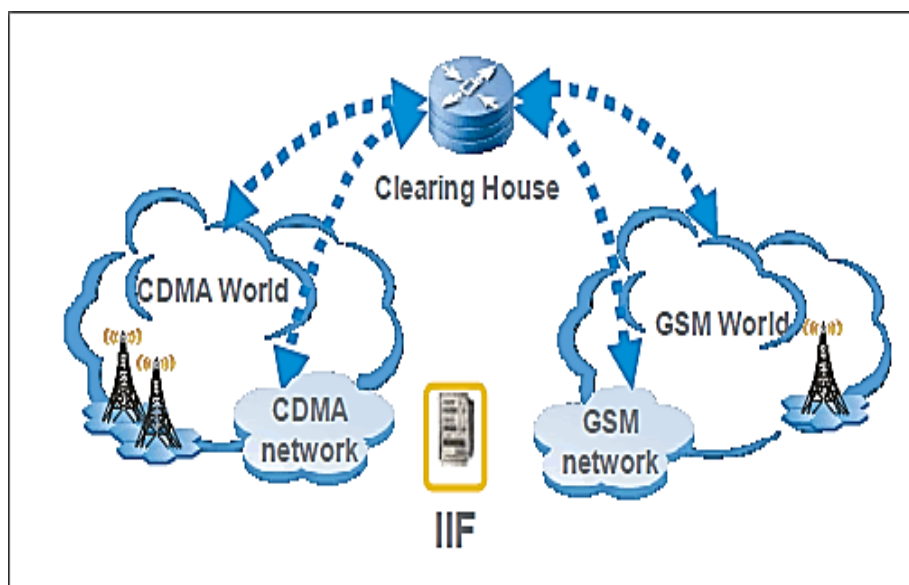 Clearing House
CDMA World
GSM World
CDMA
network
GSM
network
IIF